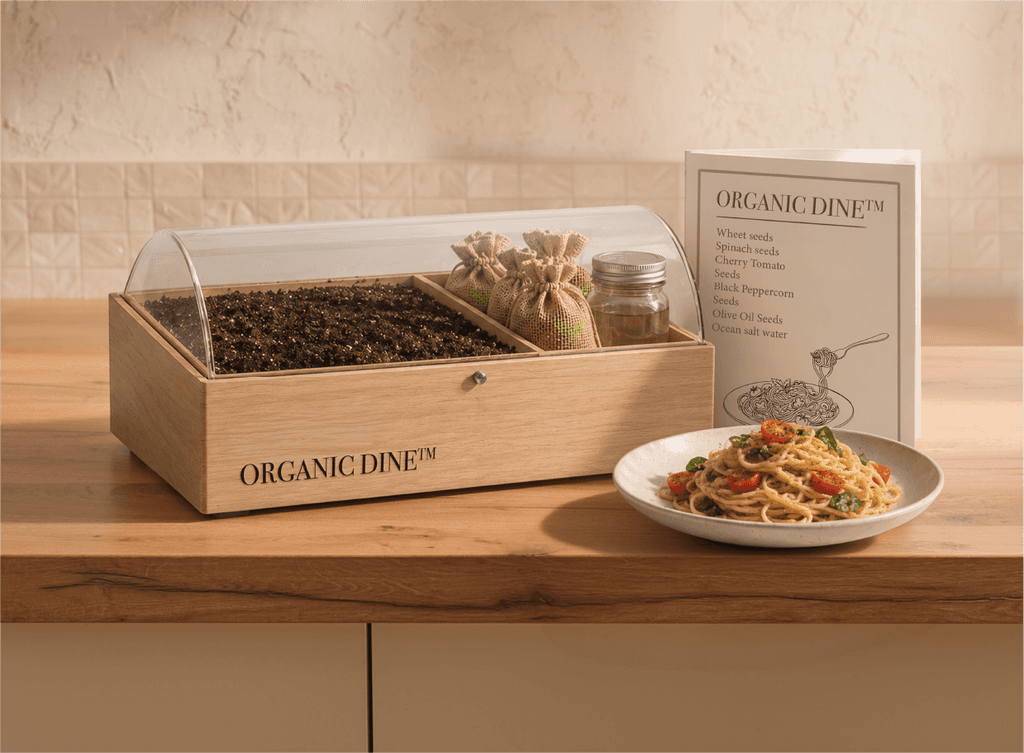 ORGANIC DINE™
Wheet seeds
Spinach seeds
Cherry Tomato
Seeds
Black Peppercorn
Seeds
Olive Oil Seeds
Ocean salt water
ORGANIC DINE™